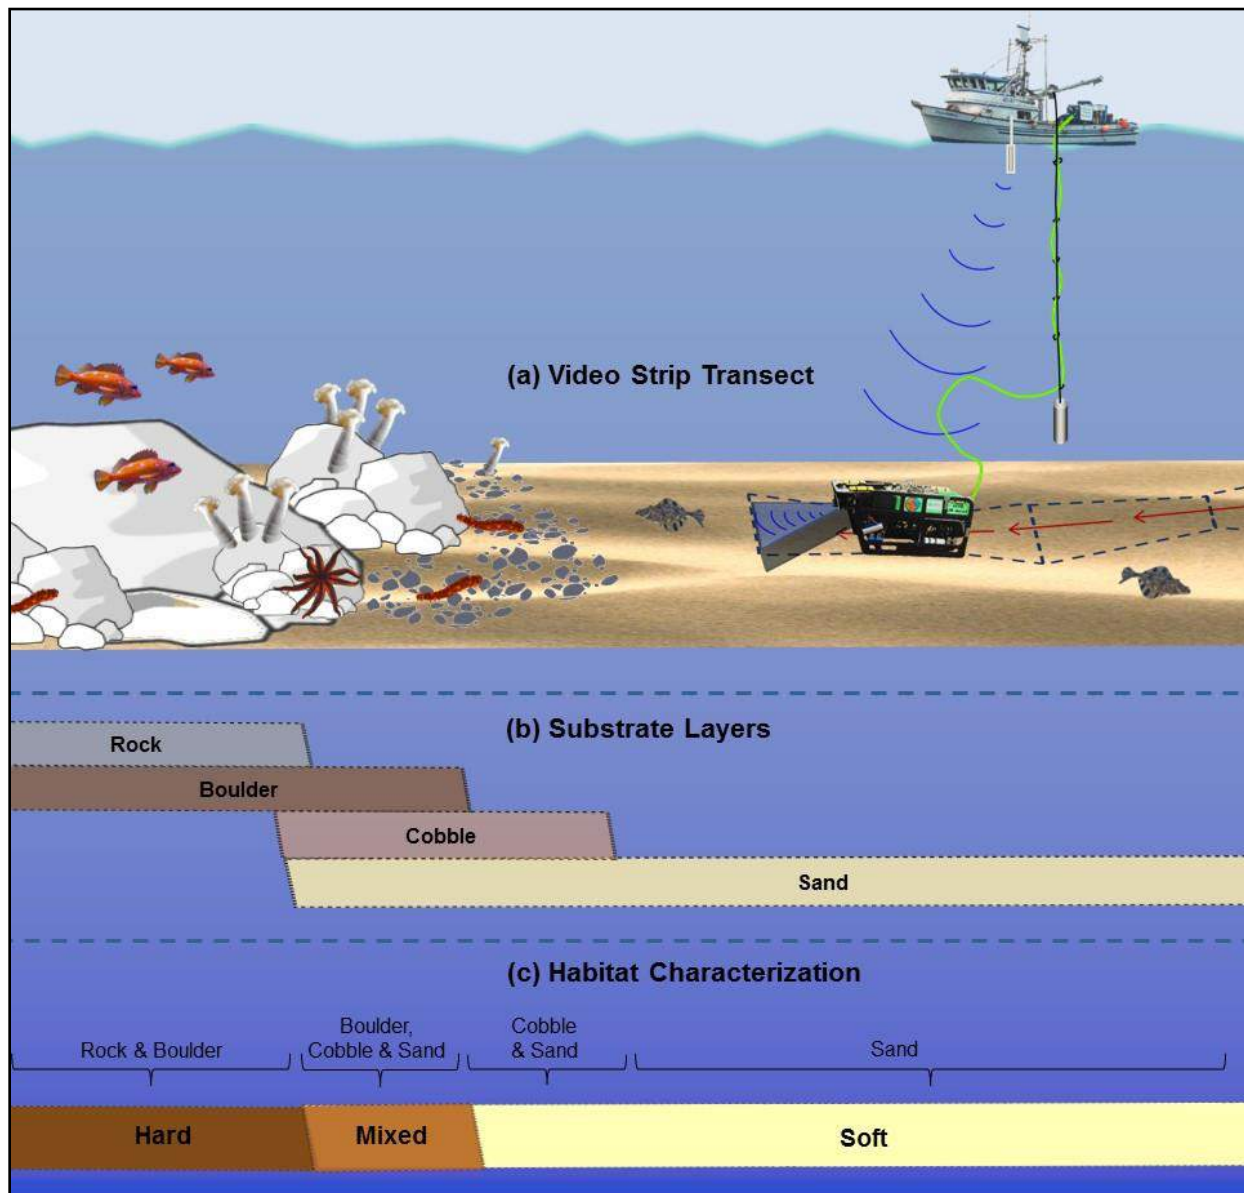 (a) Video Strip Transect
(b) Substrate Layers
Rock
Boulder
Cobble
Sand
(c) Habitat Characterization
Rock & Boulder
Boulder,
Cobble & Sand
Cobble
& Sand
Sand
Hard
Mixed
Soft